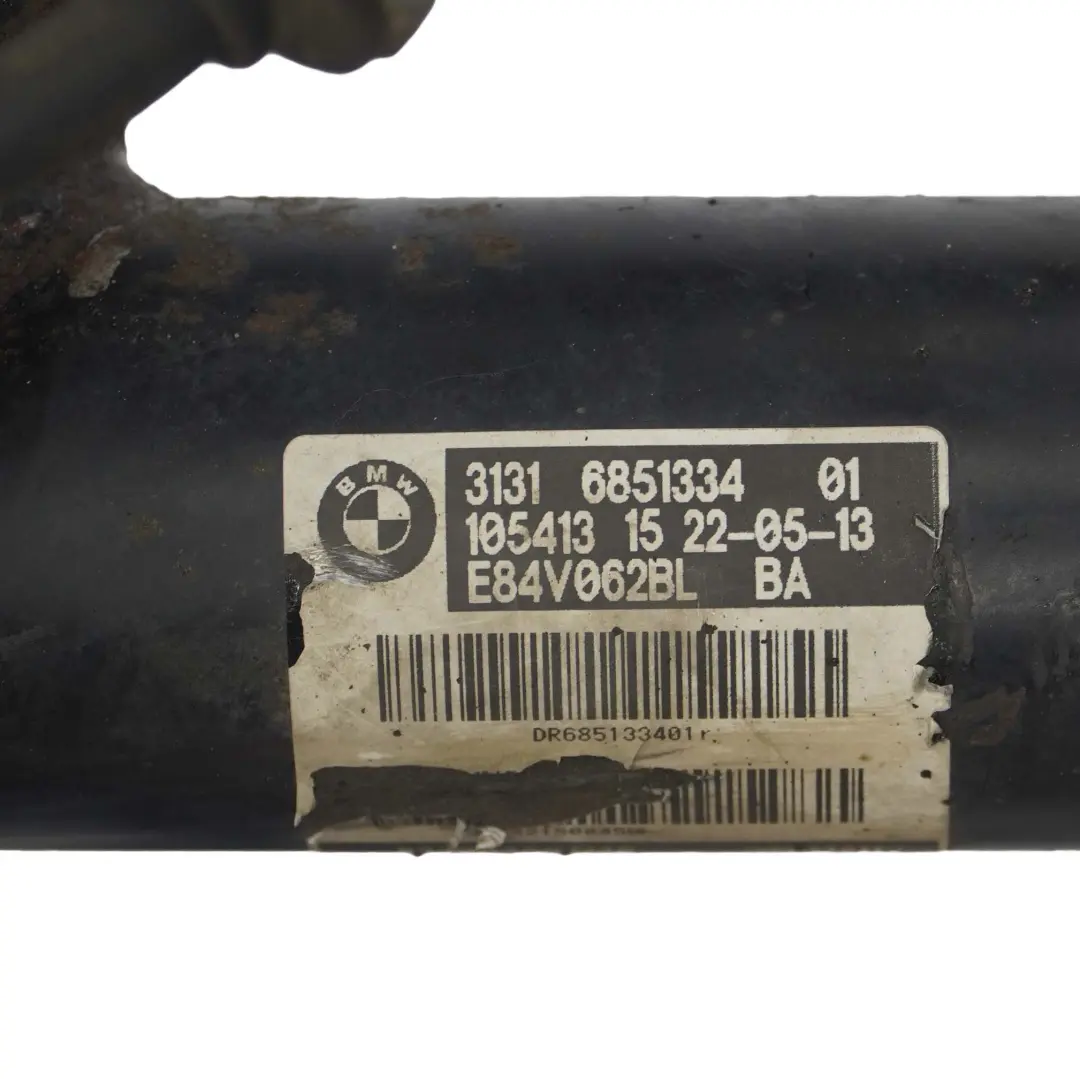 BMW
3131 6851334 01
105413 15 22-05-13
E84V062BL BA
DR685133401r